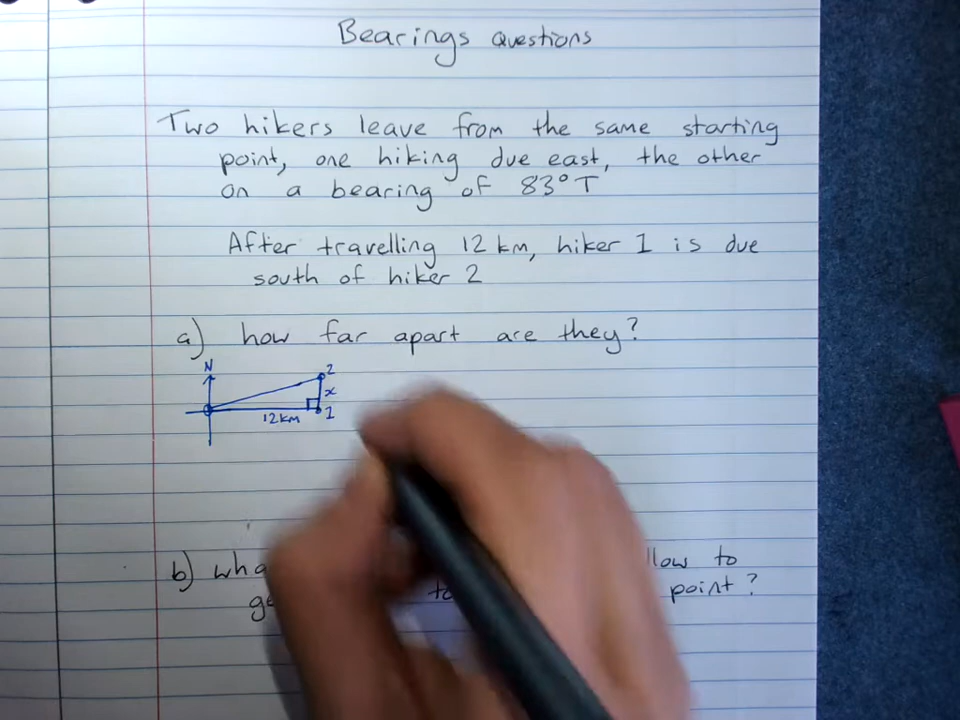 Bearings questions
Two hikers leave from the same starting
point, one hiking due east, the other
on a bearing of 83°T
After travelling 12 km, hiker 1 is due
south of hiker 2
a) how far apart are they?
N
2
x
12km 1
b) to
point?